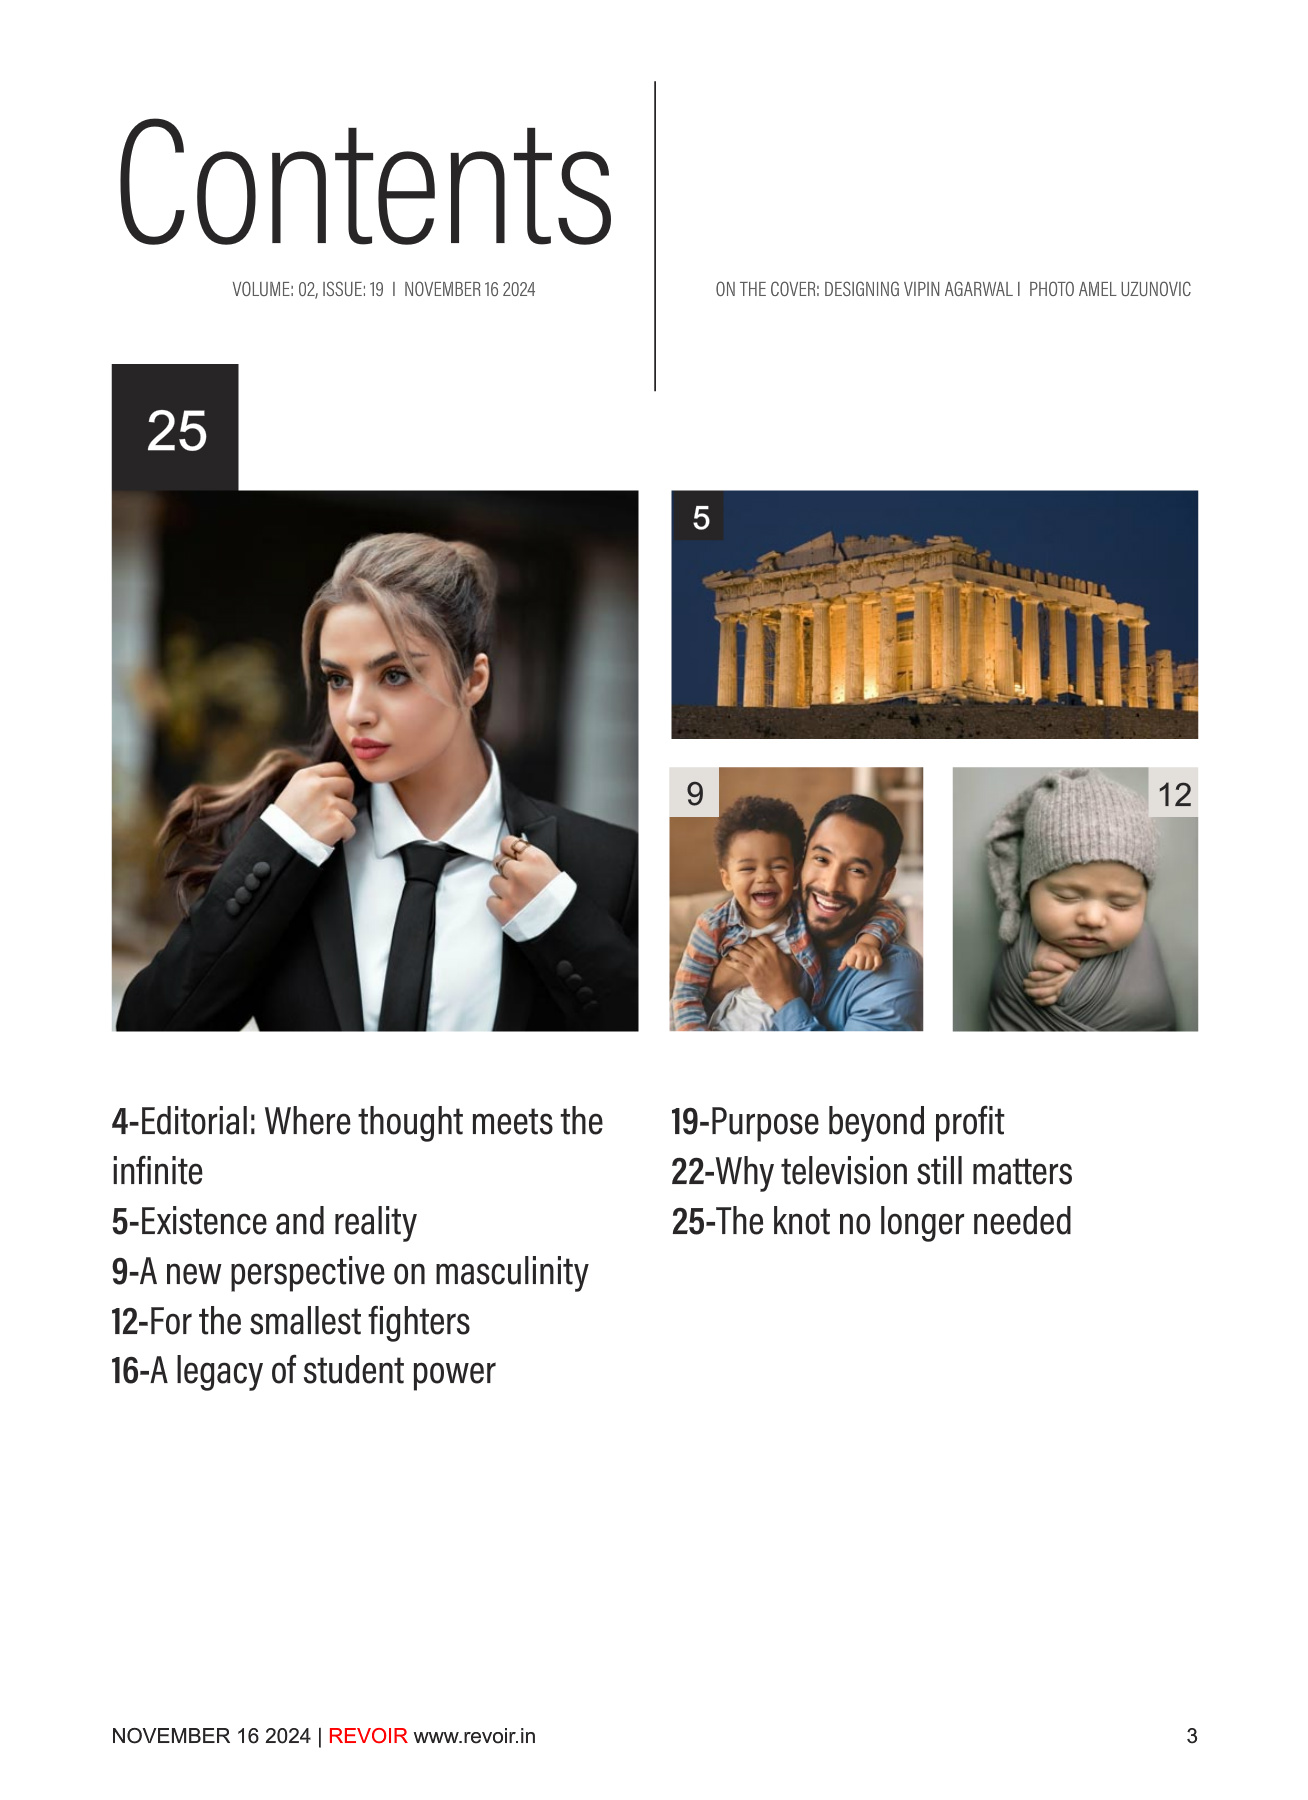 Contents
VOLUME: 02, ISSUE: 19 I NOVEMBER 16 2024
ON THE COVER: DESIGNING VIPIN AGARWAL I PHOTO AMEL UZUNOVIC
25
5
9
12
4-Editorial: Where thought meets the
infinite
5-Existence and reality
9-A new perspective on masculinity
12-For the smallest fighters
16-A legacy of student power
19-Purpose beyond profit
22-Why television still matters
25-The knot no longer needed
NOVEMBER 16 2024 | REVOIR www.revoir.in
3